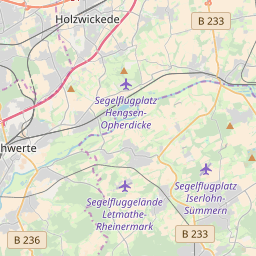 Holzwickede
B 233
Segelflugplatz
Hengsen-
Opherdicke
hwerte
Segelfluggelände
Letmathe-
Rheinermark
Segelflugplatz
Iserlohn-
Sümmern
B 236
B 233